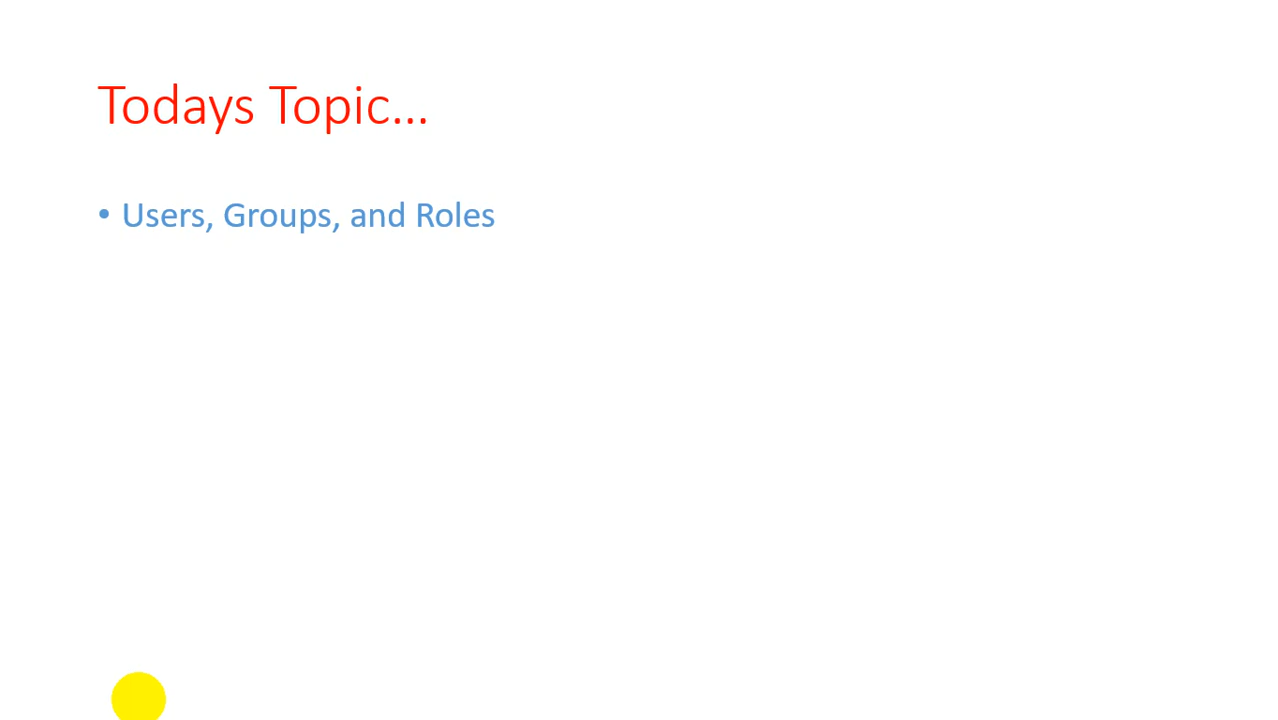 Todays Topic...
• Users, Groups, and Roles